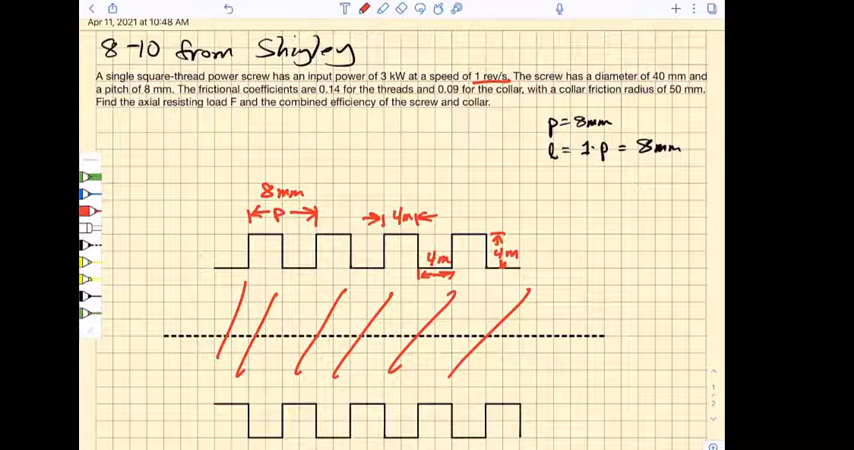 Apr 11, 2021 at 10:48 AM
8-10 from Shigley
A single square-thread power screw has an input power of 3 kW at a speed of 1 rev/s. The screw has a diameter of 40 mm and
a pitch of 8 mm. The frictional coefficients are 0.14 for the threads and 0.09 for the collar, with a collar friction radius of 50 mm.
Find the axial resisting load F and the combined efficiency of the screw and collar.
p = 8mm
l = 1·p = 8mm
8mm
p
4m
4m
4m
1
2